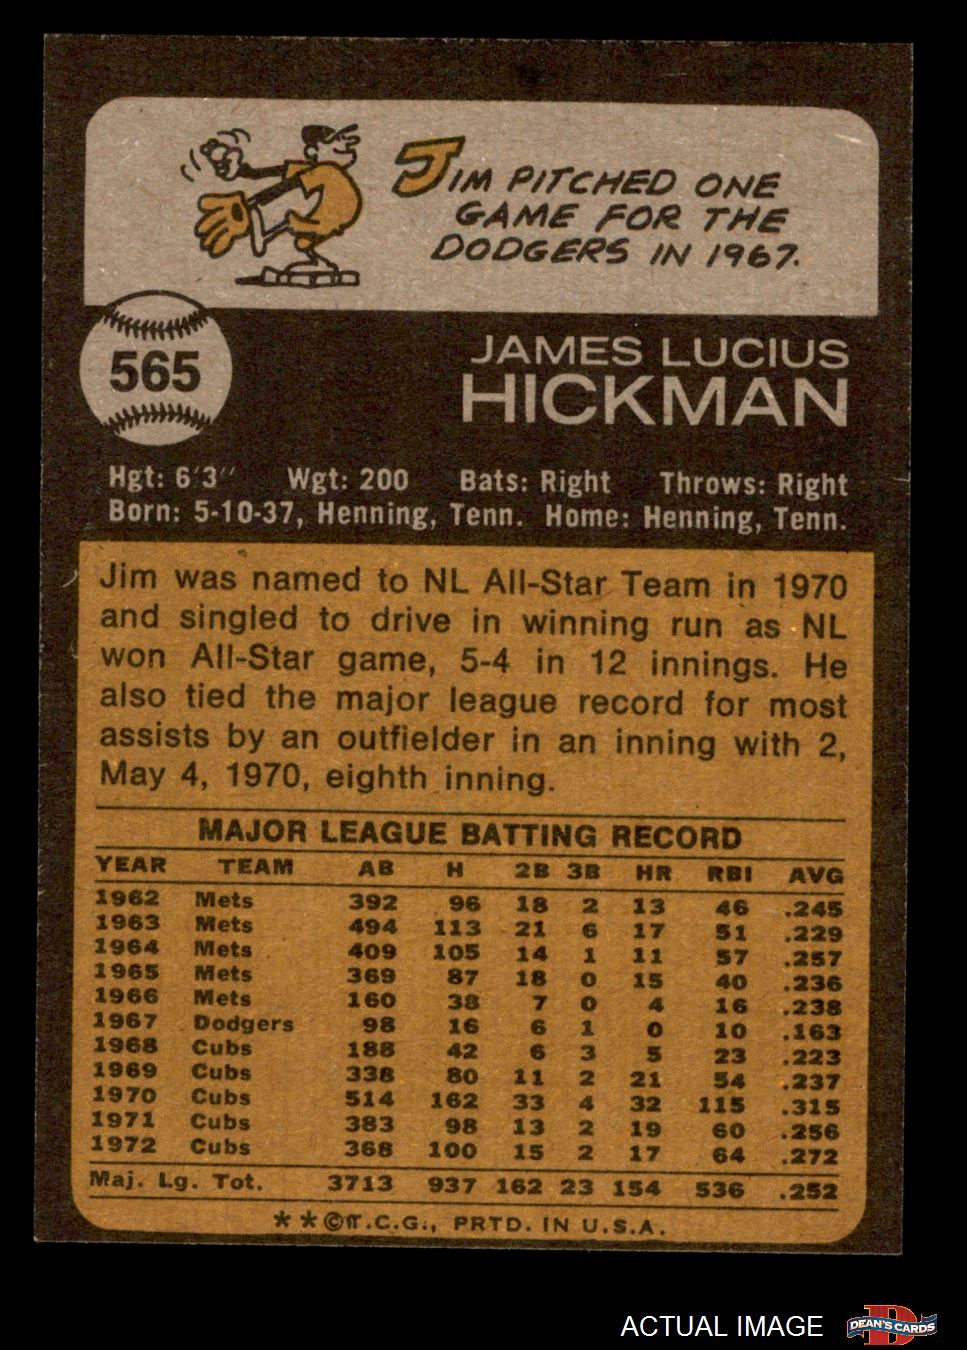 JIM PITCHED ONE
GAME FOR THE
DODGERS IN 1967.
565
JAMES LUCIUS
HICKMAN
Hgt: 6'3" Wgt: 200 Bats: Right Throws: Right
Born: 5-10-37, Henning, Tenn. Home: Henning, Tenn.
Jim was named to NL All-Star Team in 1970
and singled to drive in winning run as NL
won All-Star game, 5-4 in 12 innings. He
also tied the major league record for most
assists by an outfielder in an inning with 2,
May 4, 1970, eighth inning.
MAJOR LEAGUE BATTING RECORD
YEAR TEAM AB H 2B 3B HR RBI AVG
1962 Mets 392 96 18 2 13 46 .245
1963 Mets 494 113 21 6 17 51 .229
1964 Mets 409 105 14 1 11 57 .257
1965 Mets 369 87 18 0 15 40 .236
1966 Mets 160 38 7 0 4 16 .238
1967 Dodgers 98 16 6 1 0 10 .163
1968 Cubs 188 42 6 3 5 23 .223
1969 Cubs 338 80 11 2 21 54 .237
1970 Cubs 514 162 33 4 32 115 .315
1971 Cubs 383 98 13 2 19 60 .256
1972 Cubs 368 100 15 2 17 64 .272
Maj. Lg. Tot. 3713 937 162 23 154 536 .252
**©T.C.G., PRTD. IN U.S.A.
ACTUAL IMAGE
DEAN'S CARDS